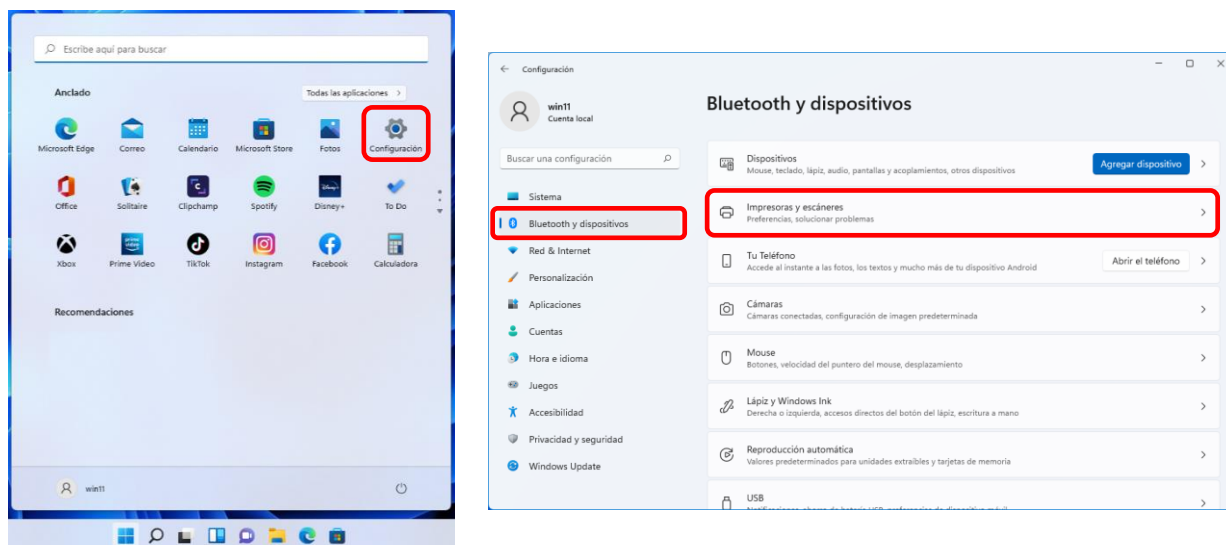 Escribe aquí para buscar
Anclado
Todas las aplicaciones >
Microsoft Edge
Correo
Calendario
Microsoft Store
Fotos
Configuración
Office
Solitaire
Clipchamp
Spotify
Disney+
To Do
Xbox
Prime Video
TikTok
Instagram
Facebook
Calculadora
Recomendaciones
win11
Configuración
win11
Cuenta local
Buscar una configuración
Sistema
Bluetooth y dispositivos
Red & Internet
Personalización
Aplicaciones
Cuentas
Hora e idioma
Juegos
Accesibilidad
Privacidad y seguridad
Windows Update
Bluetooth y dispositivos
Dispositivos
Mouse, teclado, lápiz, audio, pantallas y acoplamientos, otros dispositivos
Agregar dispositivo
Impresoras y escáneres
Preferencias, solucionar problemas
Tu Teléfono
Accede al instante a las fotos, los textos y mucho más de tu dispositivo Android
Abrir el teléfono
Cámaras
Cámaras conectadas, configuración de imagen predeterminada
Mouse
Botones, velocidad del puntero del mouse, desplazamiento
Lápiz y Windows Ink
Derecha o izquierda, accesos directos del botón del lápiz, escritura a mano
Reproducción automática
Valores predeterminados para unidades extraíbles y tarjetas de memoria
USB